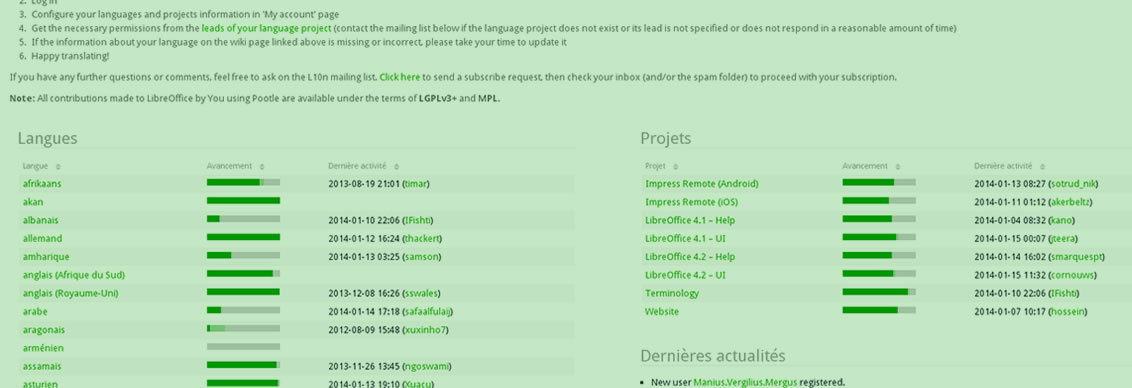 2. Log in
3. Configure your languages and projects information in 'My account' page
4. Get the necessary permissions from the leads of your language project (contact the mailing list below if the language project does not exist or its lead is not specified or does not respond in a reasonable amount of time)
5. If the information about your language on the wiki page linked above is missing or incorrect, please take your time to update it
6. Happy translating!
If you have any further questions or comments, feel free to ask on the L10n mailing list. Click here to send a subscribe request, then check your inbox (and/or the spam folder) to proceed with your subscription.
Note: All contributions made to LibreOffice by You using Pootle are available under the terms of LGPLv3+ and MPL.
Langues
Langue Avancement Dernière activité
afrikaans 2013-08-19 21:01 (timar)
akan
albanais 2014-01-10 22:06 (IFishti)
allemand 2014-01-12 16:24 (thackert)
amharique 2014-01-13 03:25 (samson)
anglais (Afrique du Sud)
anglais (Royaume-Uni) 2013-12-08 16:26 (sswales)
arabe 2014-01-14 17:18 (safaalfulaij)
aragonais 2012-08-09 15:48 (xuxinho7)
arménien
assamais 2013-11-26 13:45 (ngoswami)
asturien 2014-01-13 19:10 (Xuacu)
Projets
Projet Avancement Dernière activité
Impress Remote (Android) 2014-01-13 08:27 (sotrud_nik)
Impress Remote (iOS) 2014-01-11 01:12 (akerbeltz)
LibreOffice 4.1 – Help 2014-01-04 08:32 (kano)
LibreOffice 4.1 – UI 2014-01-15 00:07 (jteera)
LibreOffice 4.2 – Help 2014-01-14 16:02 (smarquespt)
LibreOffice 4.2 – UI 2014-01-15 11:32 (cornouws)
Terminology 2014-01-10 22:06 (IFishti)
Website 2014-01-07 10:17 (hossein)
Dernières actualités
• New user Manius.Vergilius.Mergus registered.